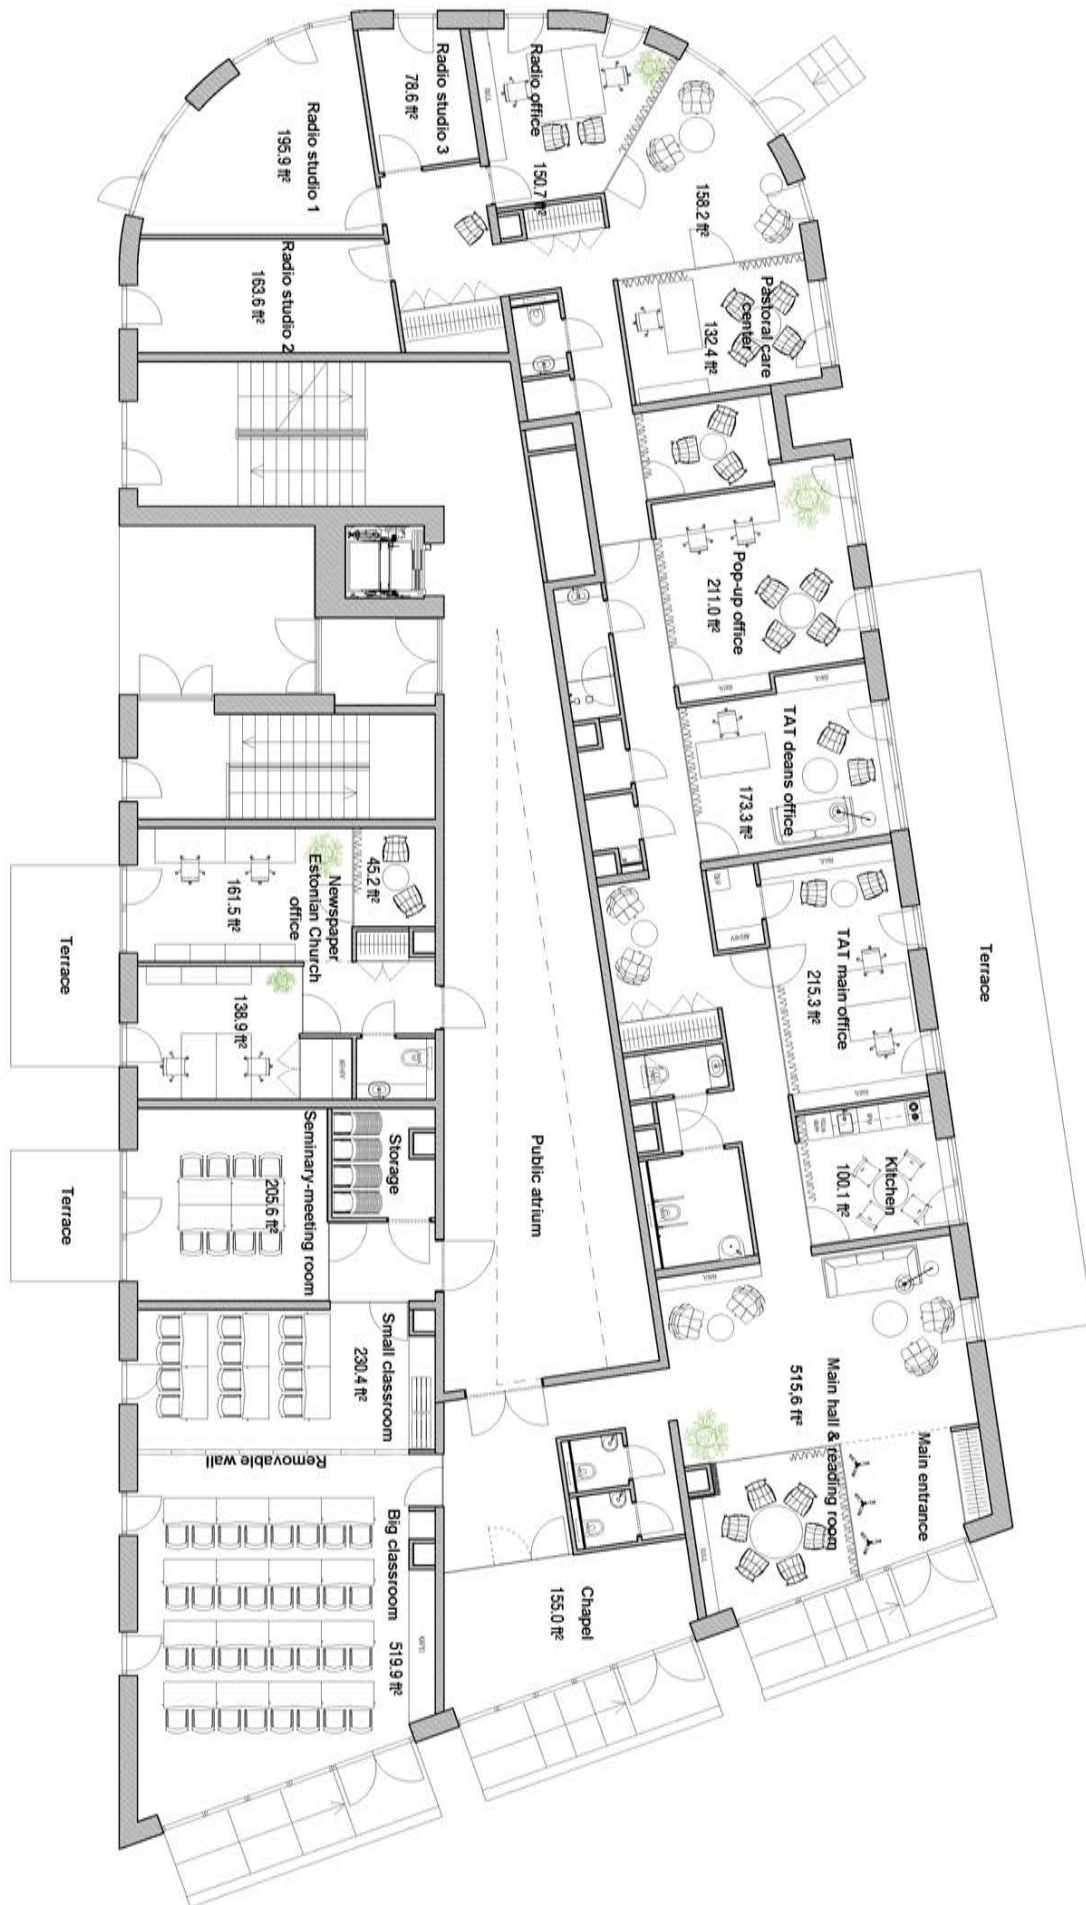 Radio studio 1
195.9 ft²
Radio studio 3
78.6 ft²
Radio office
150.7 ft²
158.2 ft²
Radio studio 2
163.6 ft²
Pastoral care
center
132.4 ft²
Pop-up office
211.0 ft²
TAT deans office
173.3 ft²
TAT main office
215.3 ft²
Terrace
Kitchen
100.1 ft²
Newspaper
Estonian Church
office
45.2 ft²
161.5 ft²
138.9 ft²
Terrace
Terrace
Public atrium
Storage
Seminary-meeting room
205.6 ft²
Small classroom
230.4 ft²
Removable wall
Big classroom
519.9 ft²
Main hall & reading room
515,6 ft²
Main entrance
Chapel
155.0 ft²